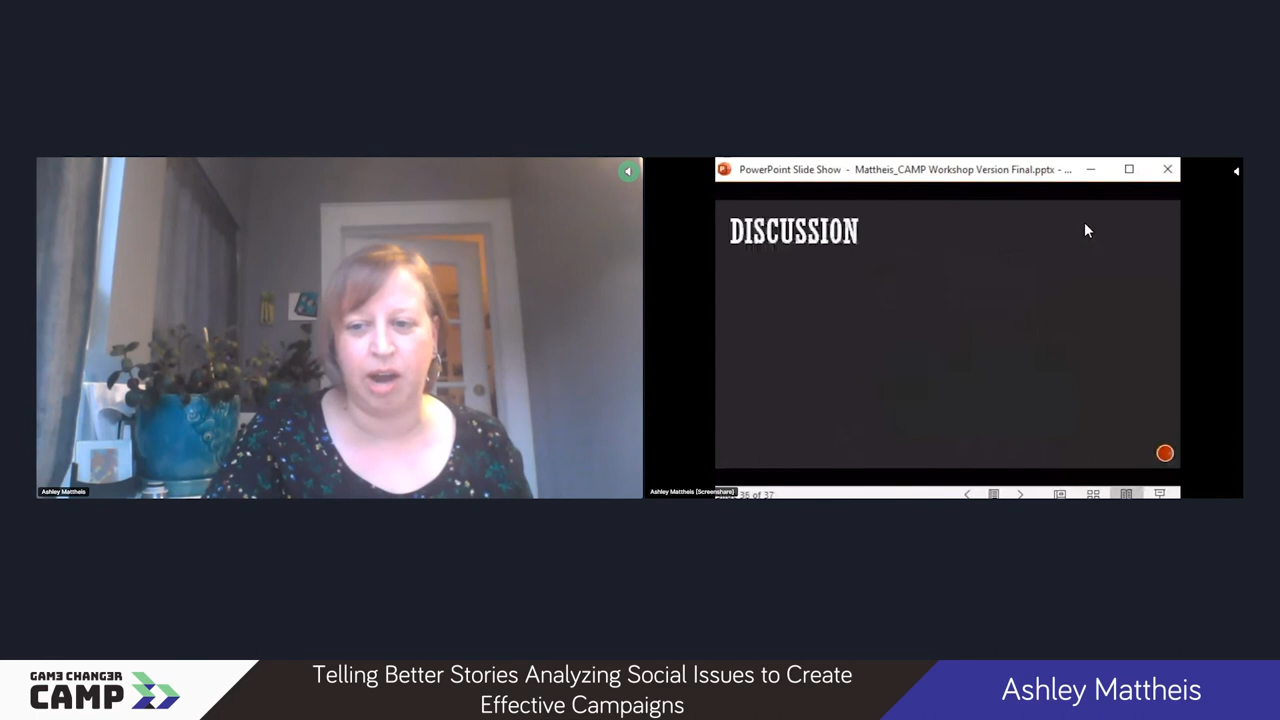 PowerPoint Slide Show - Mattheis_CAMP Workshop Version Final.pptx - ...
DISCUSSION
Ashley Mattheis
Ashley Mattheis [Screenshare]
35 of 37
GAM3 CHANG3R
CAMP
Telling Better Stories Analyzing Social Issues to Create
Effective Campaigns
Ashley Mattheis